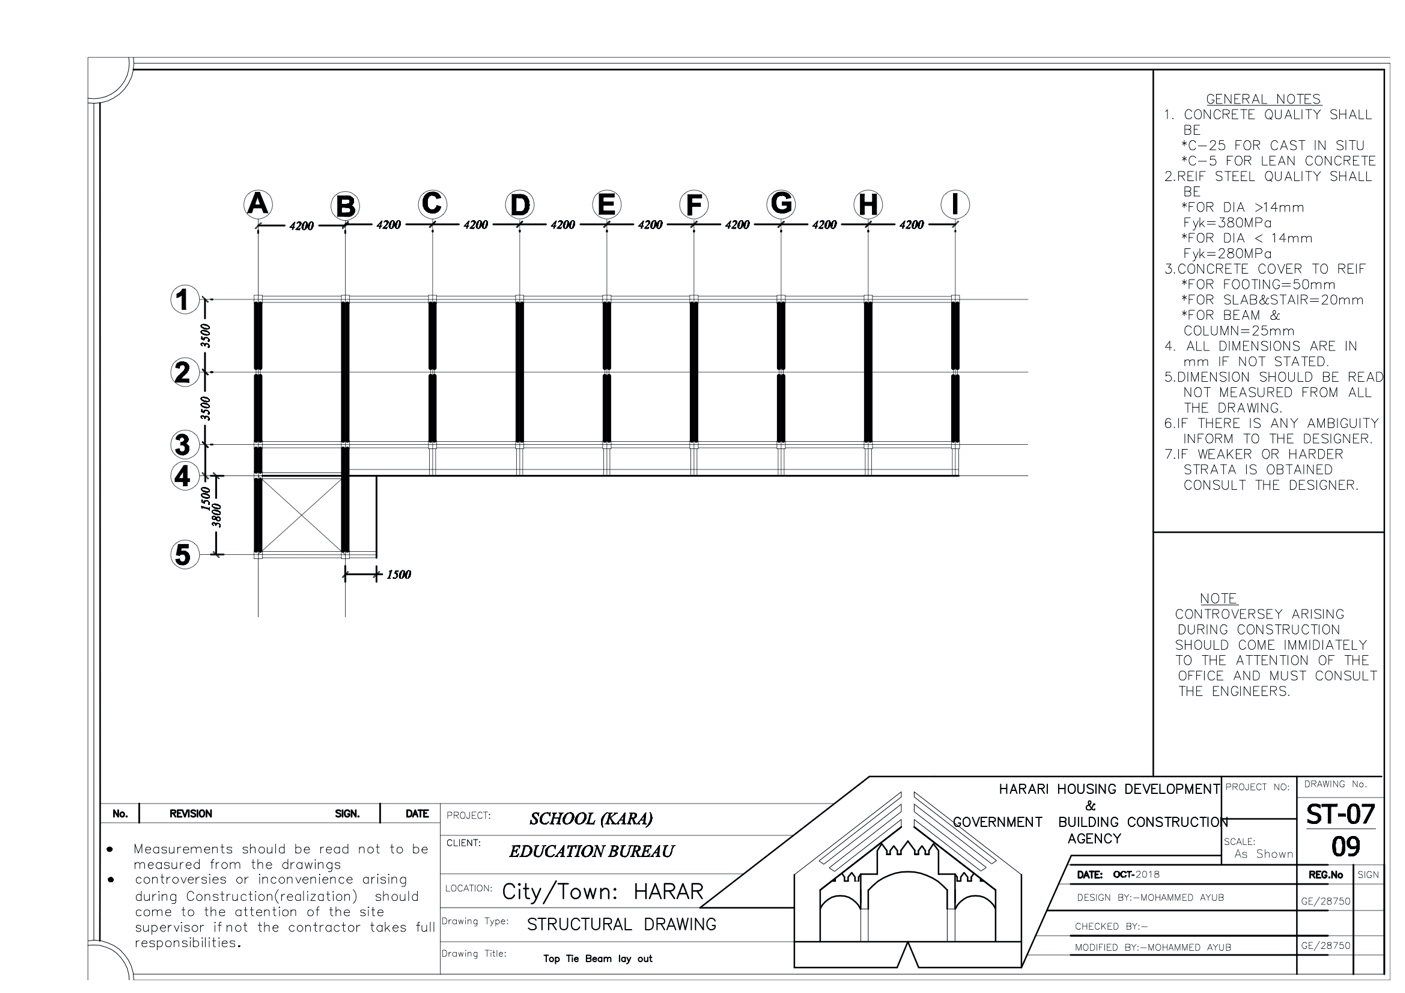 A B C D E F G H I
4200 4200 4200 4200 4200 4200 4200 4200
1
3500
2
3500
3
4
1500
3800
5
1500
GENERAL NOTES
1. CONCRETE QUALITY SHALL
BE
*C-25 FOR CAST IN SITU
*C-5 FOR LEAN CONCRETE
2.REIF STEEL QUALITY SHALL
BE
*FOR DIA >14mm
Fyk=380MPa
*FOR DIA < 14mm
Fyk=280MPa
3.CONCRETE COVER TO REIF
*FOR FOOTING=50mm
*FOR SLAB&STAIR=20mm
*FOR BEAM &
COLUMN=25mm
4. ALL DIMENSIONS ARE IN
mm IF NOT STATED.
5.DIMENSION SHOULD BE READ
NOT MEASURED FROM ALL
THE DRAWING.
6.IF THERE IS ANY AMBIGUITY
INFORM TO THE DESIGNER.
7.IF WEAKER OR HARDER
STRATA IS OBTAINED
CONSULT THE DESIGNER.
NOTE
CONTROVERSEY ARISING
DURING CONSTRUCTION
SHOULD COME IMMIDIATELY
TO THE ATTENTION OF THE
OFFICE AND MUST CONSULT
THE ENGINEERS.
No. REVISION SIGN. DATE
• Measurements should be read not to be
measured from the drawings
• controversies or inconvenience arising
during Construction(realization) should
come to the attention of the site
supervisor if not the contractor takes full
responsibilities.
PROJECT: SCHOOL (KARA)
CLIENT: EDUCATION BUREAU
LOCATION: City/Town: HARAR
Drawing Type: STRUCTURAL DRAWING
Drawing Title: Top Tie Beam lay out
HARARI HOUSING DEVELOPMENT
&
GOVERNMENT BUILDING CONSTRUCTION
AGENCY
PROJECT NO:
SCALE:
As Shown
DRAWING No.
ST-07
09
DATE: OCT-2018 REG.No SIGN
DESIGN BY:-MOHAMMED AYUB GE/28750
CHECKED BY:-
MODIFIED BY:-MOHAMMED AYUB GE/28750